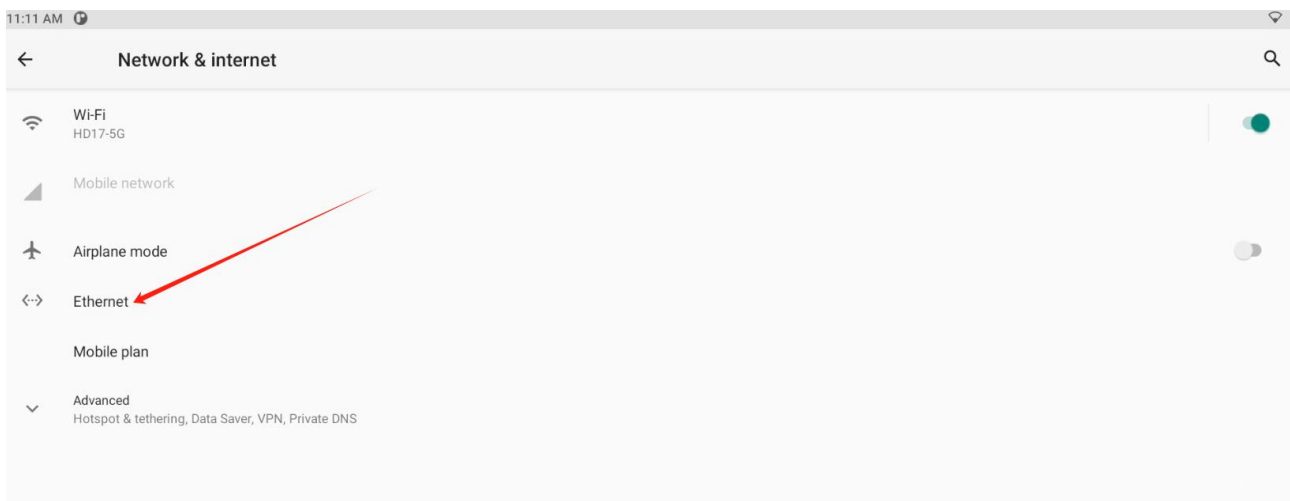 11:11 AM
Network & internet
Wi-Fi
HD17-5G
Mobile network
Airplane mode
Ethernet
Mobile plan
Advanced
Hotspot & tethering, Data Saver, VPN, Private DNS